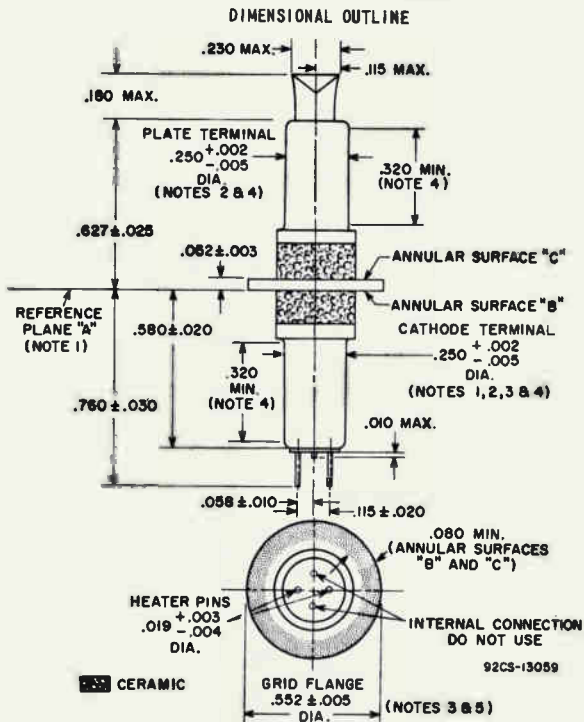 DIMENSIONAL OUTLINE
.230 MAX.
.115 MAX.
.180 MAX.
PLATE TERMINAL
.250 +.002
-.005
DIA.
(NOTES 2 & 4)
.320 MIN.
(NOTE 4)
.627±.025
.062±.003
ANNULAR SURFACE "C"
ANNULAR SURFACE "B"
REFERENCE
PLANE "A"
(NOTE 1)
.580±.020
CATHODE TERMINAL
.250 +.002
-.005
DIA.
(NOTES 1,2,3 & 4)
.320
MIN.
(NOTE 4)
.760±.030
.010 MAX.
.058±.010
.115±.020
.080 MIN.
(ANNULAR SURFACES
"B" AND "C")
HEATER PINS
.019 +.003
-.004
DIA.
INTERNAL CONNECTION
DO NOT USE
92CS-13059
CERAMIC
GRID FLANGE
.552±.005
DIA.
(NOTES 3 & 5)